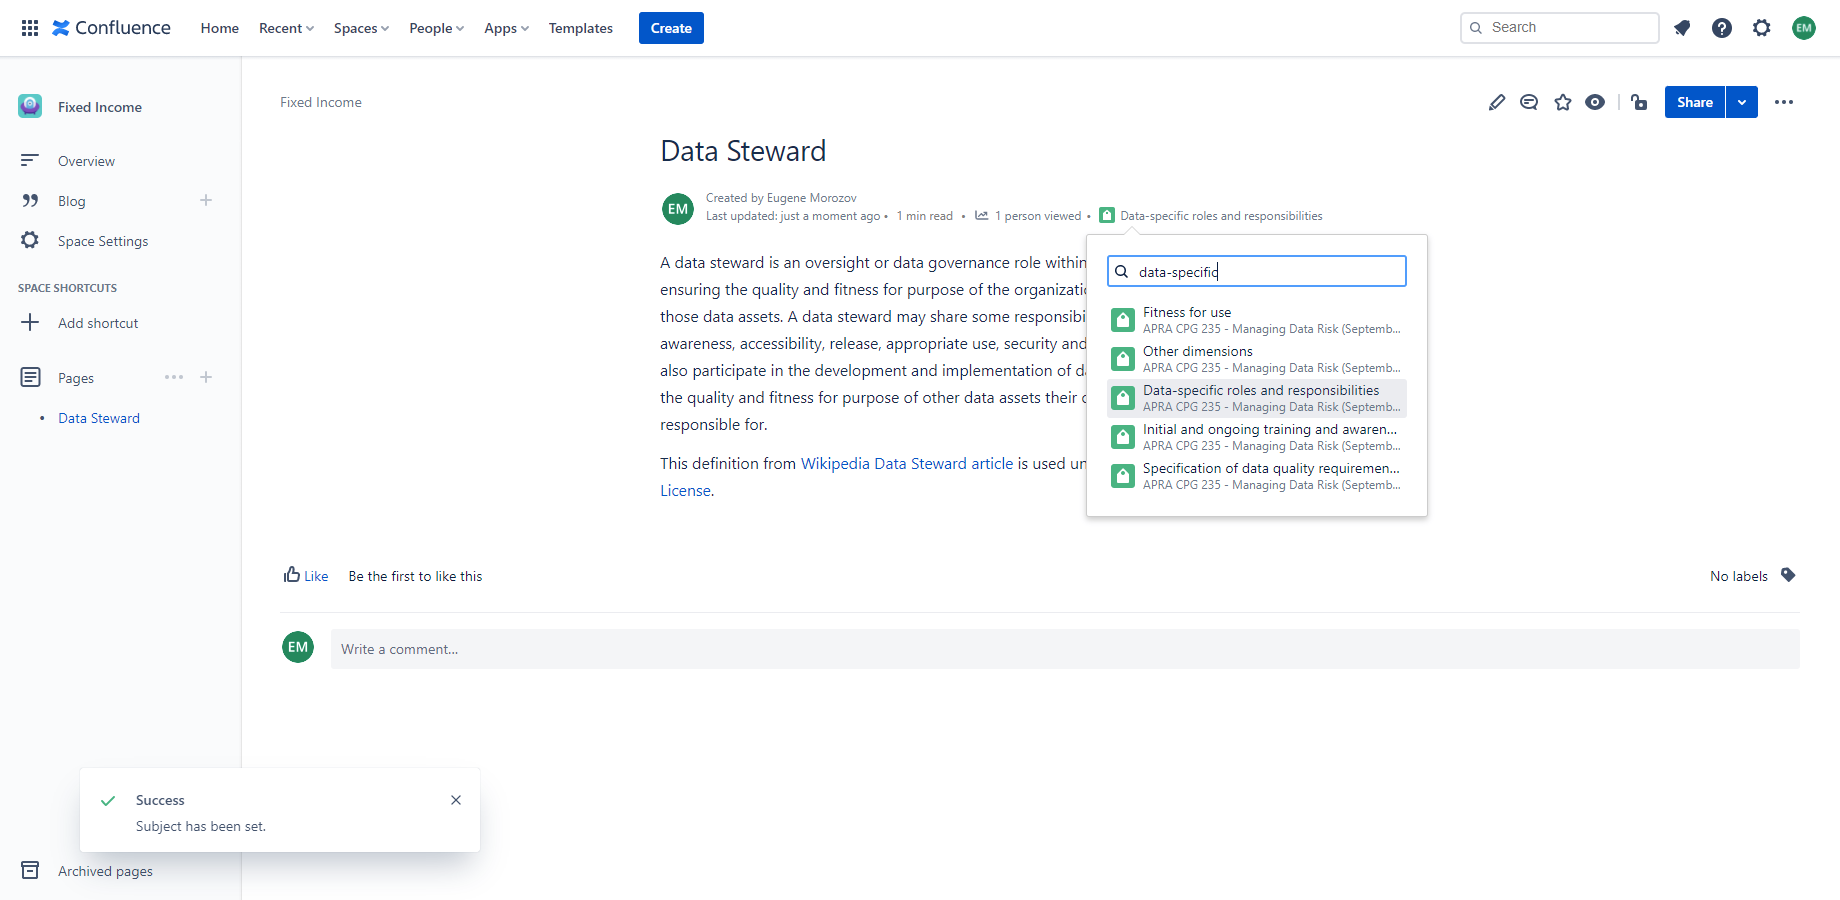 Confluence Home Recent Spaces People Apps Templates Create Search EM
Fixed Income
Overview
Blog
Space Settings
SPACE SHORTCUTS
Add shortcut
Pages
Data Steward
Archived pages
Fixed Income
Share
Data Steward
EM
Created by Eugene Morozov
Last updated: just a moment ago • 1 min read • 1 person viewed • Data-specific roles and responsibilities
A data steward is an oversight or data governance role within
ensuring the quality and fitness for purpose of the
those data assets. A data steward may share some
awareness, accessibility, release, appropriate use, security and
also participate in the development and implementation of
the quality and fitness for purpose of other data assets their
responsible for.
This definition from Wikipedia Data Steward article is used
License.
data-specific
Fitness for use
APRA CPG 235 - Managing Data Risk (Septemb...
Other dimensions
APRA CPG 235 - Managing Data Risk (Septemb...
Data-specific roles and responsibilities
APRA CPG 235 - Managing Data Risk (Septemb...
Initial and ongoing training and awaren...
APRA CPG 235 - Managing Data Risk (Septemb...
Specification of data quality requiremen...
APRA CPG 235 - Managing Data Risk (Septemb...
Like Be the first to like this
No labels
EM
Write a comment...
Success
Subject has been set.